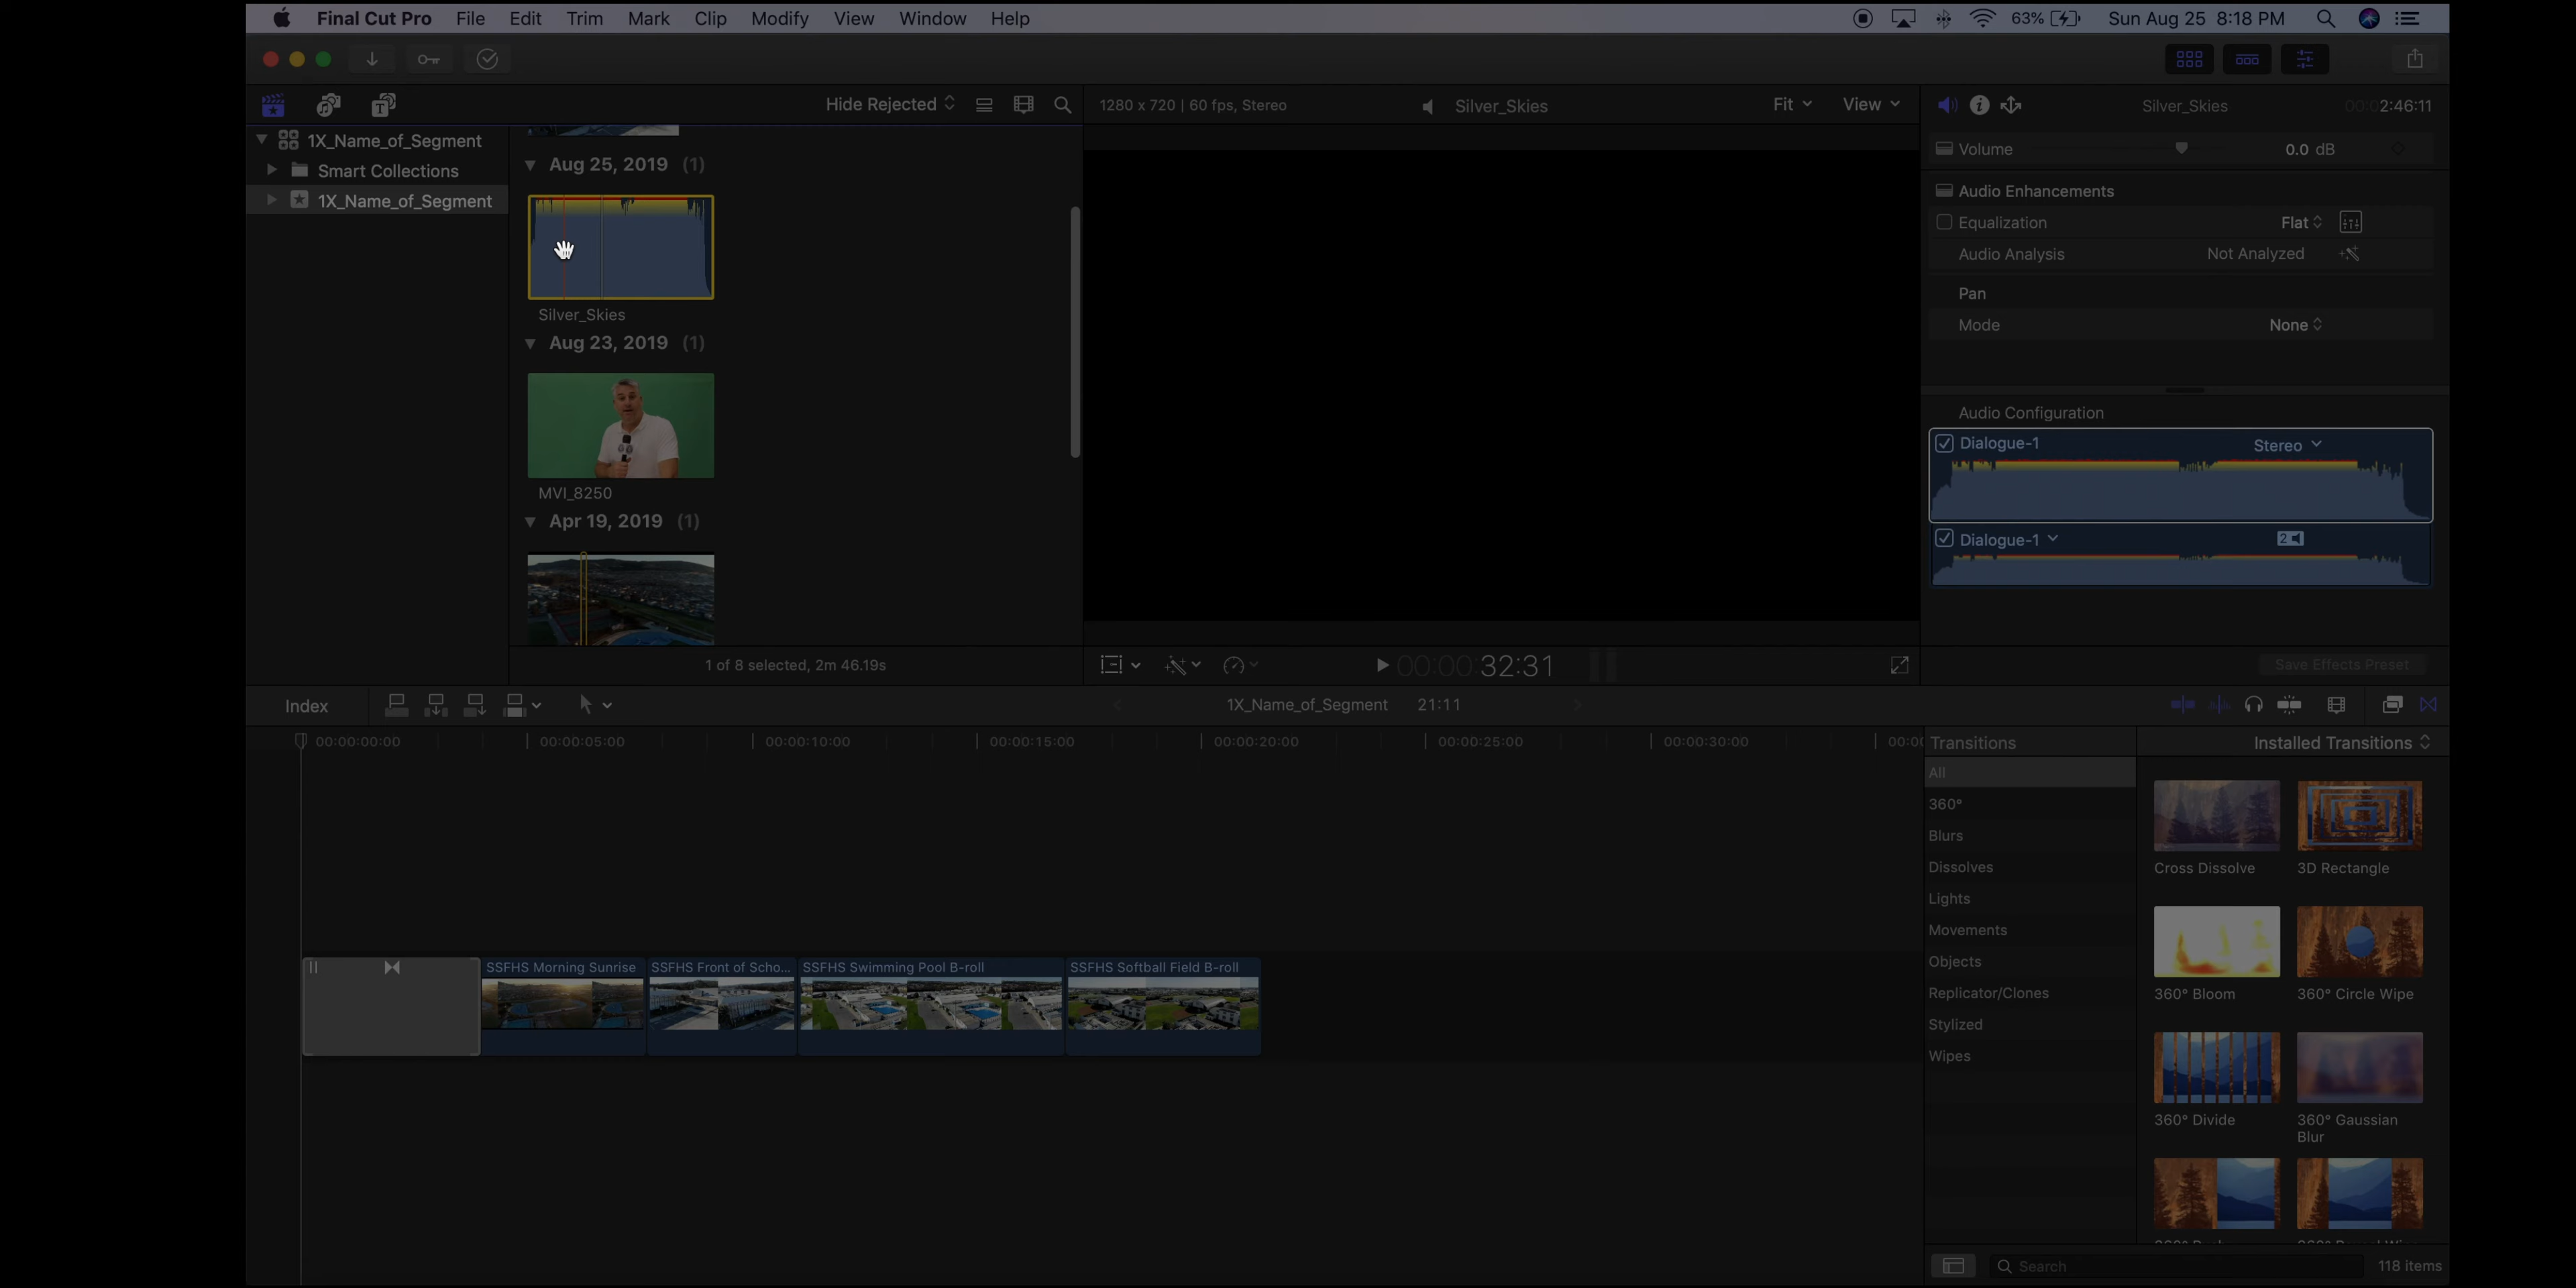 Final Cut Pro File Edit Trim Mark Clip Modify View Window Help 63% Sun Aug 25 8:18 PM
Hide Rejected
1280 x 720 | 60 fps, Stereo Silver_Skies Fit View
Silver_Skies 00:02:46:11
1X_Name_of_Segment
Smart Collections
1X_Name_of_Segment
Aug 25, 2019 (1)
Silver_Skies
Aug 23, 2019 (1)
MVI_8250
Apr 19, 2019 (1)
1 of 8 selected, 2m 46.19s
00:00:32:31
Volume 0.0 dB
Audio Enhancements
Equalization Flat
Audio Analysis Not Analyzed
Pan
Mode None
Audio Configuration
Dialogue-1 Stereo
Dialogue-1 2
Save Effects Preset
Index 1X_Name_of_Segment 21:11
00:00:00:00 00:00:05:00 00:00:10:00 00:00:15:00 00:00:20:00 00:00:25:00 00:00:30:00
SSFHS Morning Sunrise SSFHS Front of Scho... SSFHS Swimming Pool B-roll SSFHS Softball Field B-roll
Transitions Installed Transitions
All
360°
Blurs
Dissolves
Lights
Movements
Objects
Replicator/Clones
Stylized
Wipes
Cross Dissolve 3D Rectangle
360° Bloom 360° Circle Wipe
360° Divide 360° Gaussian
Blur
Search 118 items